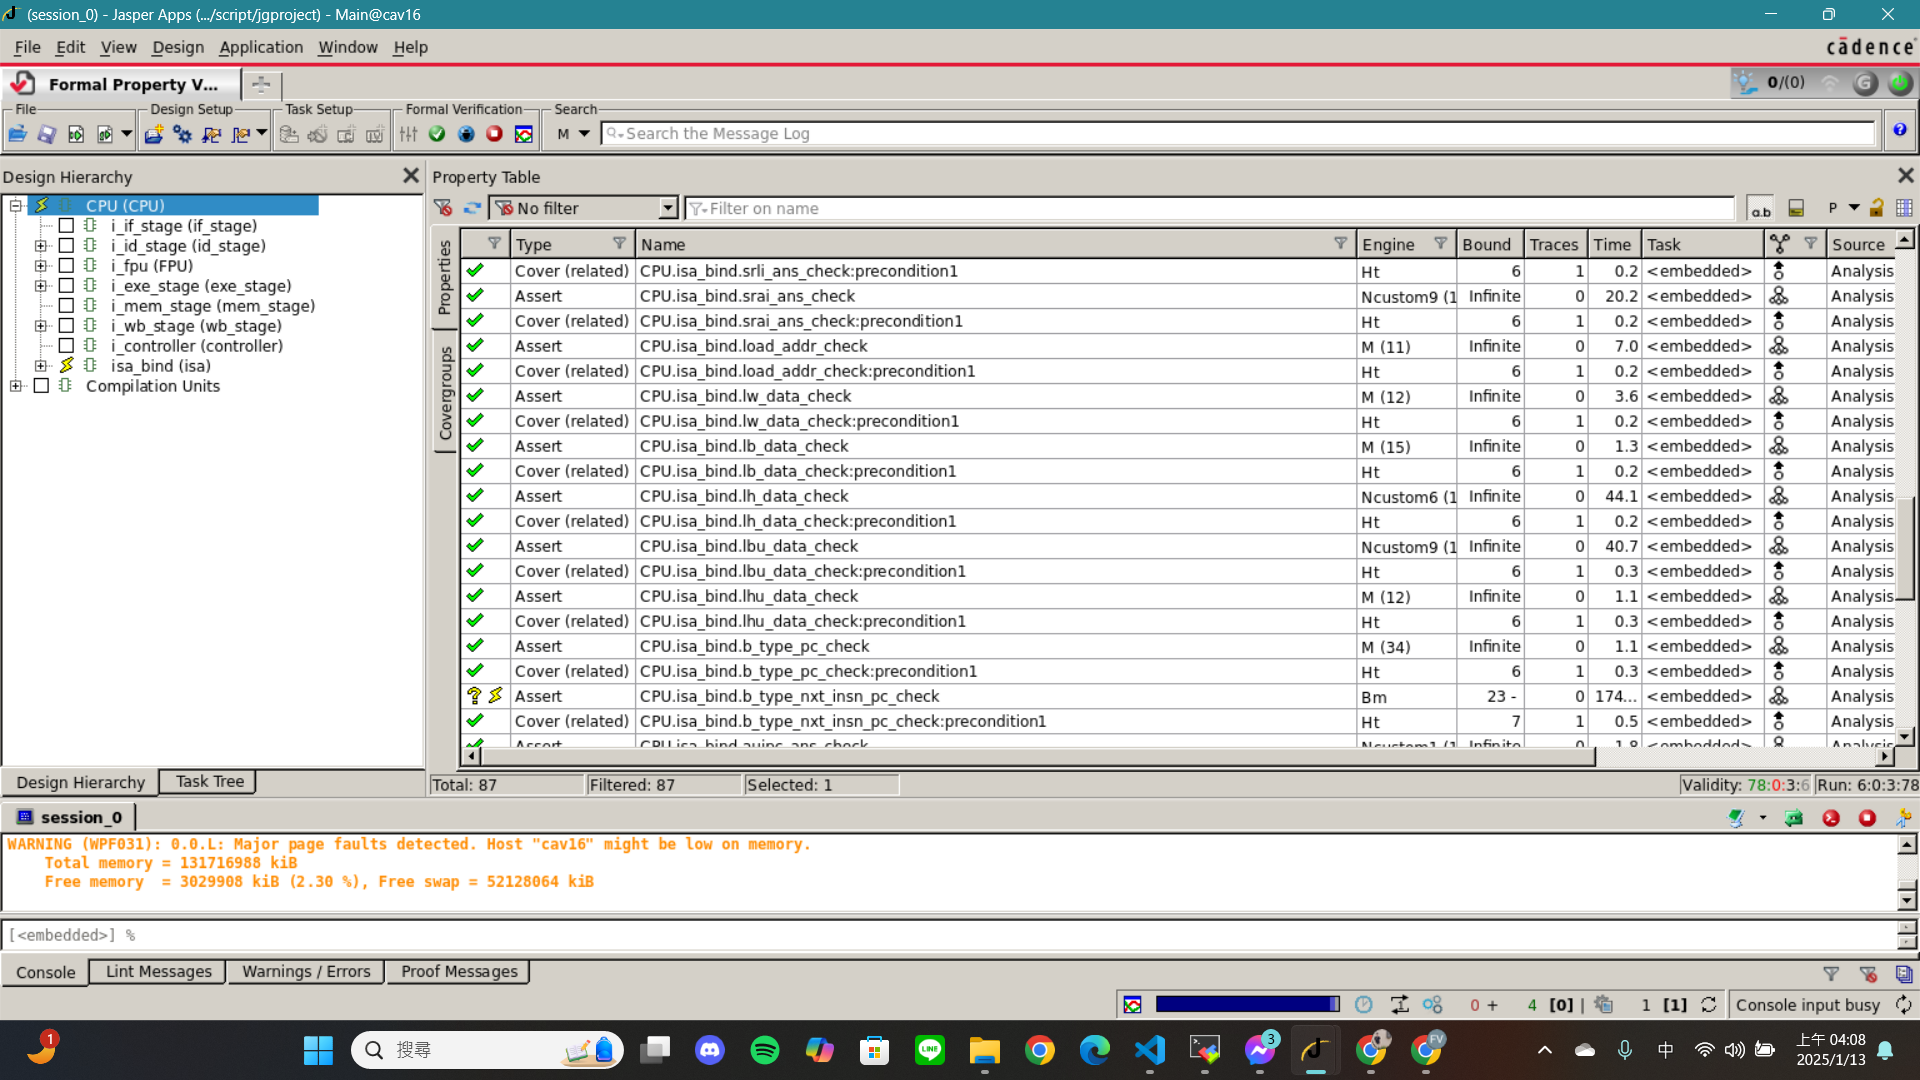 (session_0) - Jasper Apps (.../script/jgproject) - Main@cav16
File Edit View Design Application Window Help
cādence
Formal Property V...
0/(0)
File Design Setup Task Setup Formal Verification Search
M Search the Message Log
Design Hierarchy
CPU (CPU)
i_if_stage (if_stage)
i_id_stage (id_stage)
i_fpu (FPU)
i_exe_stage (exe_stage)
i_mem_stage (mem_stage)
i_wb_stage (wb_stage)
i_controller (controller)
isa_bind (isa)
Compilation Units
Design Hierarchy Task Tree
Property Table
No filter Filter on name a.b P
Properties
Covergroups
Type Name Engine Bound Traces Time Task Source
Cover (related) CPU.isa_bind.srli_ans_check:precondition1 Ht 6 1 0.2 <embedded> Analysis
Assert CPU.isa_bind.srai_ans_check Ncustom9 (1 Infinite 0 20.2 <embedded> Analysis
Cover (related) CPU.isa_bind.srai_ans_check:precondition1 Ht 6 1 0.2 <embedded> Analysis
Assert CPU.isa_bind.load_addr_check M (11) Infinite 0 7.0 <embedded> Analysis
Cover (related) CPU.isa_bind.load_addr_check:precondition1 Ht 6 1 0.2 <embedded> Analysis
Assert CPU.isa_bind.lw_data_check M (12) Infinite 0 3.6 <embedded> Analysis
Cover (related) CPU.isa_bind.lw_data_check:precondition1 Ht 6 1 0.2 <embedded> Analysis
Assert CPU.isa_bind.lb_data_check M (15) Infinite 0 1.3 <embedded> Analysis
Cover (related) CPU.isa_bind.lb_data_check:precondition1 Ht 6 1 0.2 <embedded> Analysis
Assert CPU.isa_bind.lh_data_check Ncustom6 (1 Infinite 0 44.1 <embedded> Analysis
Cover (related) CPU.isa_bind.lh_data_check:precondition1 Ht 6 1 0.2 <embedded> Analysis
Assert CPU.isa_bind.lbu_data_check Ncustom9 (1 Infinite 0 40.7 <embedded> Analysis
Cover (related) CPU.isa_bind.lbu_data_check:precondition1 Ht 6 1 0.3 <embedded> Analysis
Assert CPU.isa_bind.lhu_data_check M (12) Infinite 0 1.1 <embedded> Analysis
Cover (related) CPU.isa_bind.lhu_data_check:precondition1 Ht 6 1 0.3 <embedded> Analysis
Assert CPU.isa_bind.b_type_pc_check M (34) Infinite 0 1.1 <embedded> Analysis
Cover (related) CPU.isa_bind.b_type_pc_check:precondition1 Ht 6 1 0.3 <embedded> Analysis
Assert CPU.isa_bind.b_type_nxt_insn_pc_check Bm 23 - 0 174... <embedded> Analysis
Cover (related) CPU.isa_bind.b_type_nxt_insn_pc_check:precondition1 Ht 7 1 0.5 <embedded> Analysis
Assert CPU.isa_bind.auipc_ans_check Ncustom1 (1 Infinite 0 1.8 <embedded> Analysis
Total: 87 Filtered: 87 Selected: 1 Validity: 78:0:3:6 Run: 6:0:3:78
session_0
WARNING (WPF031): 0.0.L: Major page faults detected. Host "cav16" might be low on memory.
Total memory = 131716988 kiB
Free memory = 3029908 kiB (2.30 %), Free swap = 52128064 kiB
[<embedded>] %
Console Lint Messages Warnings / Errors Proof Messages
0 + 4 [0] | 1 [1] Console input busy
1 搜尋 LINE 3 FV 中 上午 04:08
2025/1/13